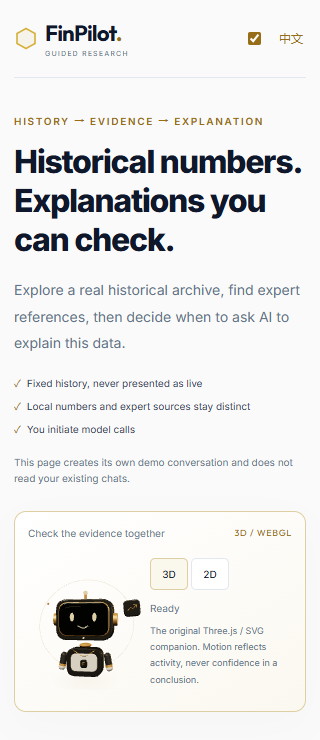 FinPilot.
GUIDED RESEARCH
中文
HISTORY → EVIDENCE → EXPLANATION
Historical numbers.
Explanations you
can check.
Explore a real historical archive, find expert
references, then decide when to ask AI to
explain this data.
✓ Fixed history, never presented as live
✓ Local numbers and expert sources stay distinct
✓ You initiate model calls
This page creates its own demo conversation and does not
read your existing chats.
Check the evidence together
3D / WEBGL
3D
2D
Ready
The original Three.js / SVG
companion. Motion reflects
activity, never confidence in a
conclusion.